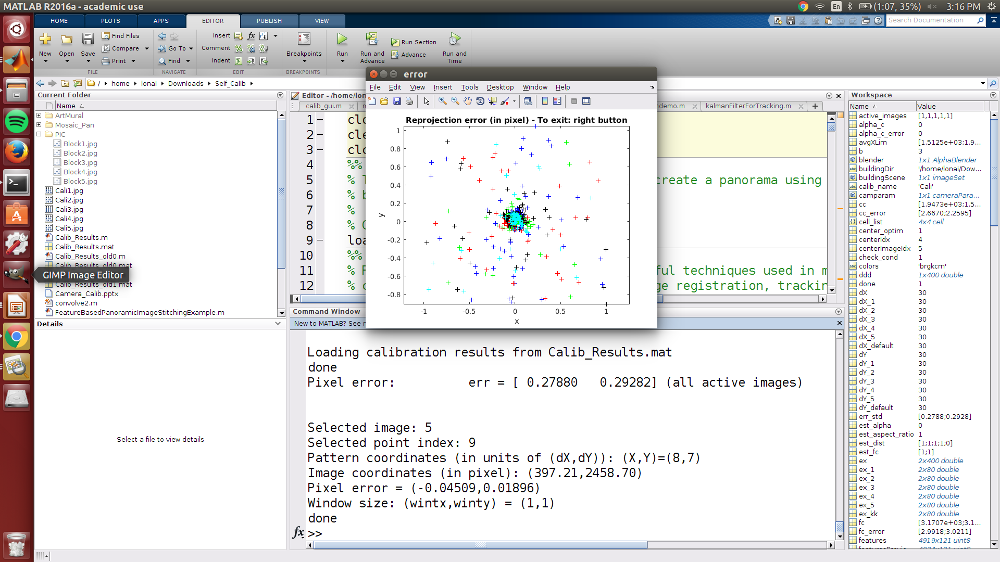 MATLAB R2016a - academic use
En (1:07, 35%) 3:16 PM
HOME PLOTS APPS EDITOR PUBLISH VIEW
Search Documentation
New Open Save
Find Files
Compare
Print
FILE
Go To
Find
NAVIGATE
Insert
Comment
Indent
EDIT
Breakpoints
BREAKPOINTS
Run
Run and Advance
Run Section
Advance
Run and Time
/ home lonai Downloads Self_Calib
Current Folder
Name
ArtMural
Mosaic_Pan
PIC
Block1.jpg
Block2.jpg
Block3.jpg
Block4.jpg
Block5.jpg
Cali1.jpg
Cali2.jpg
Cali3.jpg
Cali4.jpg
Cali5.jpg
Calib_Results.m
Calib_Results.mat
Calib_Results_old0.m
Calib_Results_old0.mat
GIMP Image Editor
Calib_Results_old1.mat
Camera_Calib.pptx
convolve2.m
FeatureBasedPanoramicImageStitchingExample.m
Details
Select a file to view details
Editor - /home/lon
calib_gui.m
ndemo.m
kalmanFilterForTracking.m
1 clo
2 cle
3 clo
4 %%
5 % T create a panorama using
6 % b
7 %
8 % C
9 loa
10 %%
11 % F ful techniques used in m
12 % c ge registration, trackin
error
File Edit View Insert Tools Desktop Window Help
Reprojection error (in pixel) - To exit: right button
1
0.8
0.6
0.4
0.2
0
-0.2
-0.4
-0.6
-0.8
y
-1 -0.5 0 0.5 1
x
Command Window
New to MATLAB? See
Loading calibration results from Calib_Results.mat
done
Pixel error: err = [ 0.27880 0.29282] (all active images)
Selected image: 5
Selected point index: 9
Pattern coordinates (in units of (dX,dY)): (X,Y)=(8,7)
Image coordinates (in pixel): (397.21,2458.70)
Pixel error = (-0.04509,0.01896)
Window size: (wintx,winty) = (1,1)
done
fx >>
Workspace
Name Value
active_images [1,1,1,1,1]
alpha_c 0
alpha_c_error 0
avgXLim [1.5125e+03;1.9...
b 3
blender 1x1 AlphaBlender
buildingDir '/home/lonai/Dow...
buildingScene 1x1 imageSet
calib_name 'Cali'
camparam 1x1 cameraPara...
cc [1.9473e+03;1.5...
cc_error [2.6670;2.2595]
cell_list 4x4 cell
center_optim 1
centerIdx 4
centerImageIdx 5
check_cond 1
colors 'brgkcm'
ddd 1x400 double
done 1
dX 30
dX_1 30
dX_2 30
dX_3 30
dX_4 30
dX_5 30
dX_default 30
dY 30
dY_1 30
dY_2 30
dY_3 30
dY_4 30
dY_5 30
dY_default 30
err_std [0.2788;0.2928]
est_alpha 0
est_aspect_ratio 1
est_dist [1;1;1;1;0]
est_fc [1;1]
ex 2x400 double
ex_1 2x80 double
ex_2 2x80 double
ex_3 2x80 double
ex_4 2x80 double
ex_5 2x80 double
ex_kk 2x80 double
fc [3.1707e+03;3.1...
fc_error [2.9918;3.0211]
features 4919x121 uint8